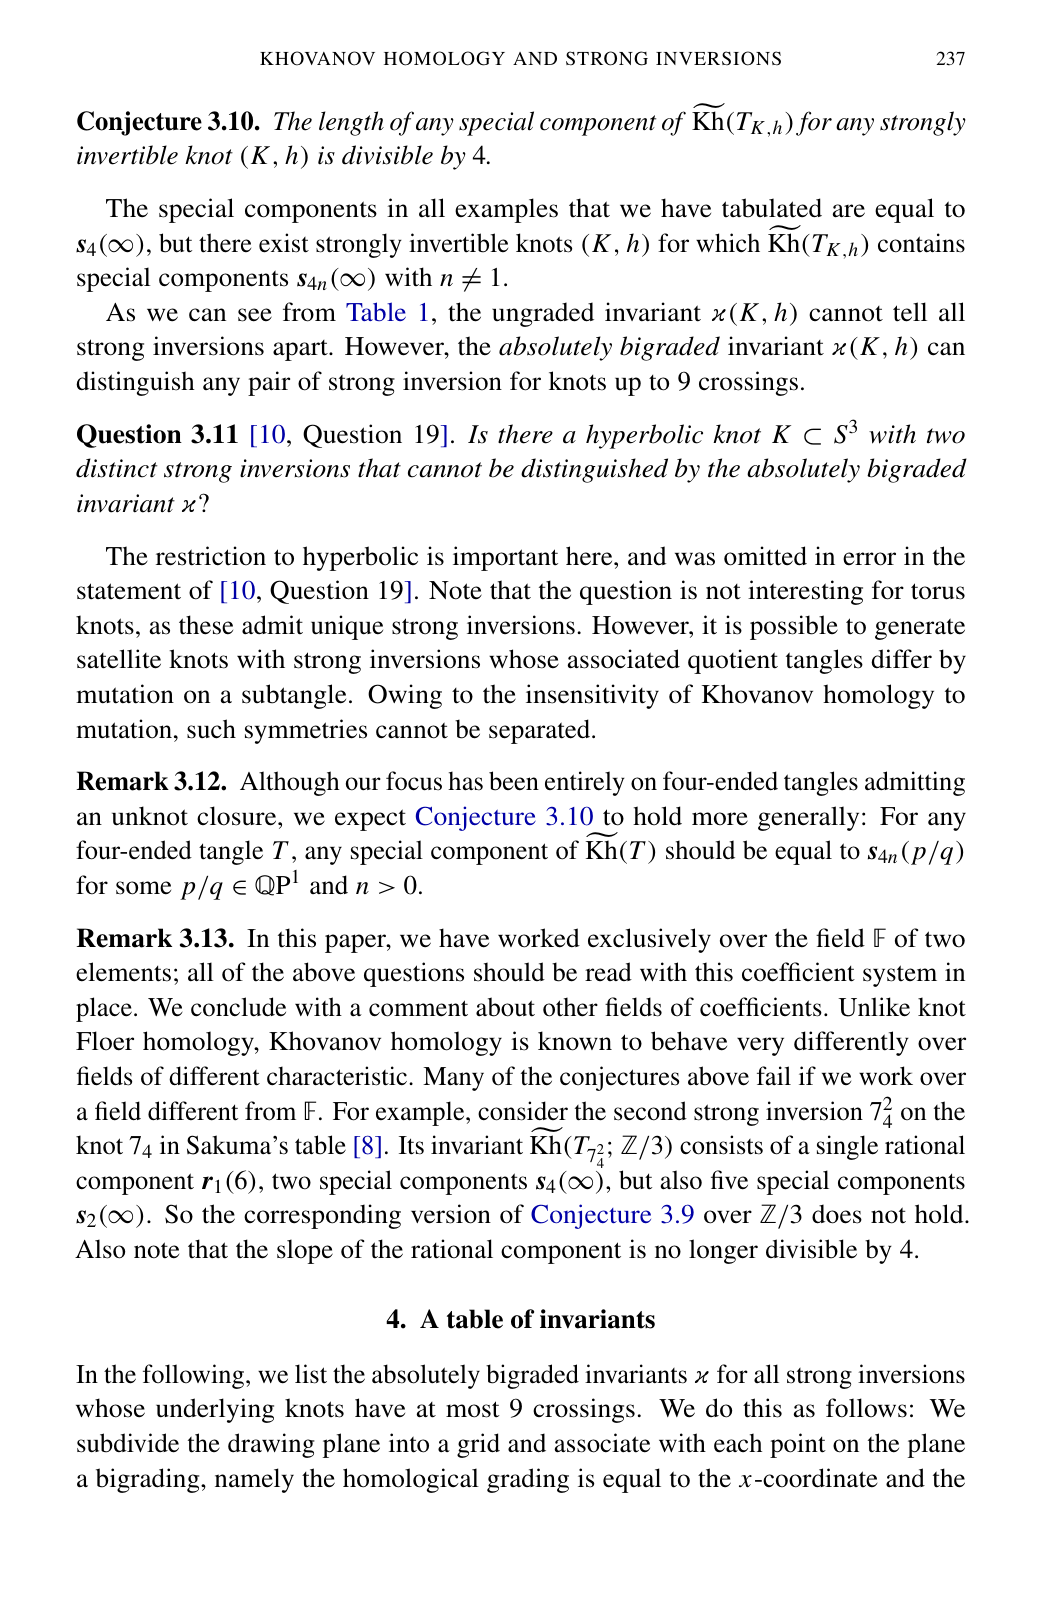 KHOVANOV HOMOLOGY AND STRONG INVERSIONS 237
Conjecture 3.10. The length of any special component of K͠h(T_{K,h}) for any strongly
invertible knot (K, h) is divisible by 4.
The special components in all examples that we have tabulated are equal to
s₄(∞), but there exist strongly invertible knots (K, h) for which K͠h(T_{K,h}) contains
special components s₄ₙ(∞) with n ≠ 1.
As we can see from Table 1, the ungraded invariant ϰ(K, h) cannot tell all
strong inversions apart. However, the absolutely bigraded invariant ϰ(K, h) can
distinguish any pair of strong inversion for knots up to 9 crossings.
Question 3.11 [10, Question 19]. Is there a hyperbolic knot K ⊂ S³ with two
distinct strong inversions that cannot be distinguished by the absolutely bigraded
invariant ϰ?
The restriction to hyperbolic is important here, and was omitted in error in the
statement of [10, Question 19]. Note that the question is not interesting for torus
knots, as these admit unique strong inversions. However, it is possible to generate
satellite knots with strong inversions whose associated quotient tangles differ by
mutation on a subtangle. Owing to the insensitivity of Khovanov homology to
mutation, such symmetries cannot be separated.
Remark 3.12. Although our focus has been entirely on four-ended tangles admitting
an unknot closure, we expect Conjecture 3.10 to hold more generally: For any
four-ended tangle T, any special component of K͠h(T) should be equal to s₄ₙ(p/q)
for some p/q ∈ ℚP¹ and n > 0.
Remark 3.13. In this paper, we have worked exclusively over the field 𝔽 of two
elements; all of the above questions should be read with this coefficient system in
place. We conclude with a comment about other fields of coefficients. Unlike knot
Floer homology, Khovanov homology is known to behave very differently over
fields of different characteristic. Many of the conjectures above fail if we work over
a field different from 𝔽. For example, consider the second strong inversion 7₄² on the
knot 7₄ in Sakuma's table [8]. Its invariant K͠h(T_{7₄²}; ℤ/3) consists of a single rational
component r₁(6), two special components s₄(∞), but also five special components
s₂(∞). So the corresponding version of Conjecture 3.9 over ℤ/3 does not hold.
Also note that the slope of the rational component is no longer divisible by 4.
4. A table of invariants
In the following, we list the absolutely bigraded invariants ϰ for all strong inversions
whose underlying knots have at most 9 crossings. We do this as follows: We
subdivide the drawing plane into a grid and associate with each point on the plane
a bigrading, namely the homological grading is equal to the x-coordinate and the